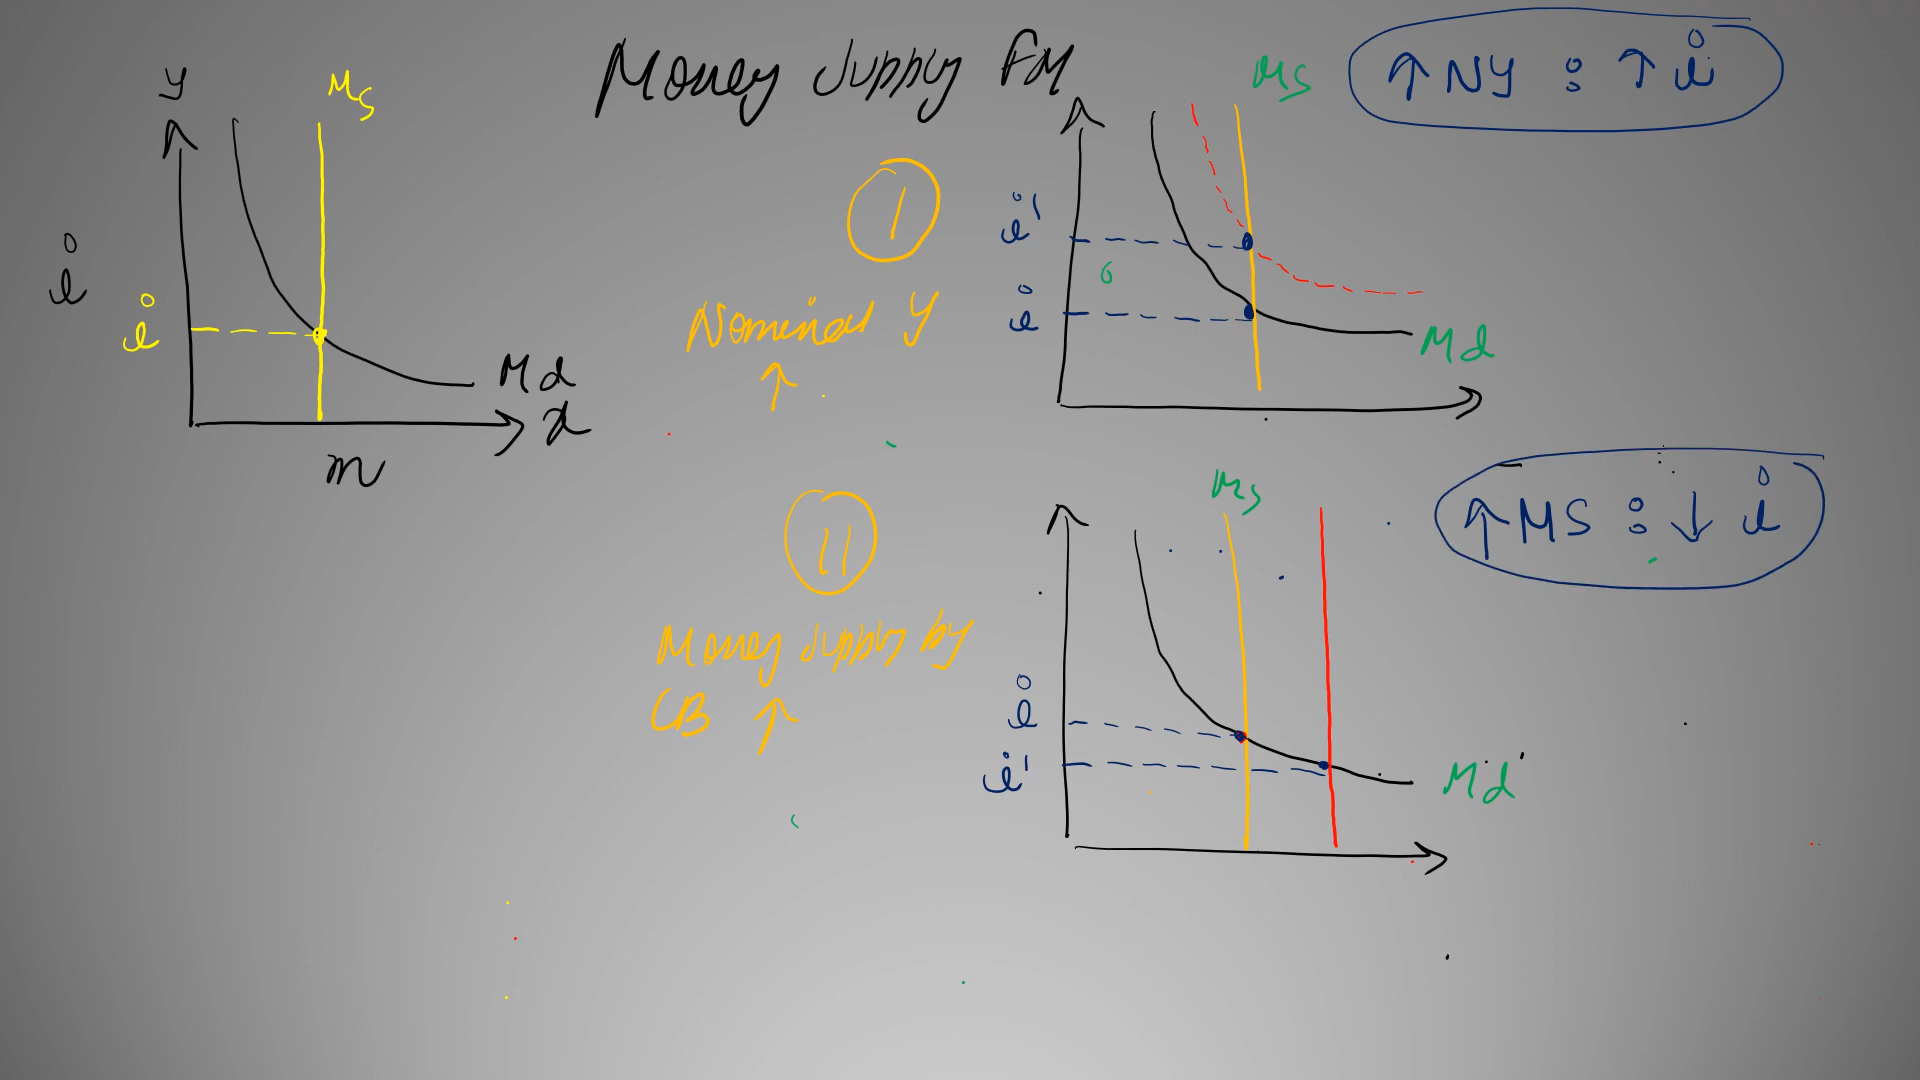 Money Supply FM
y
Ms
i
i
Md
x
m
I
Nominal Y
↑
MS
↑ NY : ↑ i
i'
i
Md
II
Money supply by
CB ↑
Ms
↑ MS : ↓ i
i
i'
Md